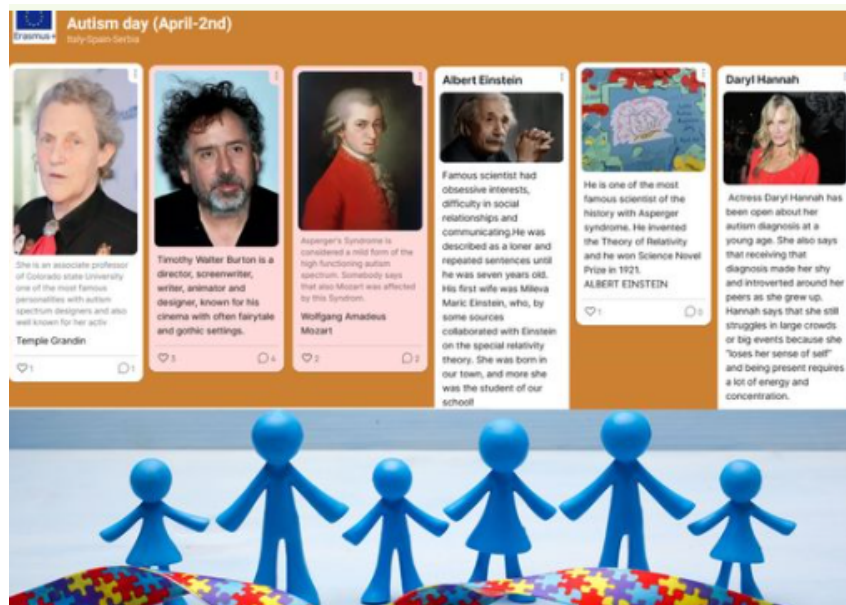 Erasmus+
Autism day (April-2nd)
Italy-Spain-Serbia
She is an associate professor
of Colorado state University
one of the most famous
personalities with autism
spectrum designers and also
well known for her activ
Temple Grandin
1
1
Timothy Walter Burton is a
director, screenwriter,
writer, animator and
designer, known for his
cinema with often fairytale
and gothic settings.
3
4
Asperger's Syndrome is
considered a mild form of the
high functioning autism
spectrum. Somebody says
that also Mozart was affected
by this Syndrom.
Wolfgang Amadeus
Mozart
2
2
Albert Einstein
Famous scientist had
obsessive interests,
difficulty in social
relationships and
communicating.He was
described as a loner and
repeated sentences until
he was seven years old.
His first wife was Mileva
Maric Einstein, who, by
some sources
collaborated with Einstein
on the special relativity
theory. She was born in
our town, and more she
was the student of our
school!
He is one of the most
famous scientist of the
history with Asperger
syndrome. He invented
the Theory of Relativity
and he won Science Novel
Prize in 1921.
ALBERT EINSTEIN
1
0
Daryl Hannah
Actress Daryl Hannah has
been open about her
autism diagnosis at a
young age. She also says
that receiving that
diagnosis made her shy
and introverted around her
peers as she grew up.
Hannah says that she still
struggles in large crowds
or big events because she
"loses her sense of self"
and being present requires
a lot of energy and
concentration.